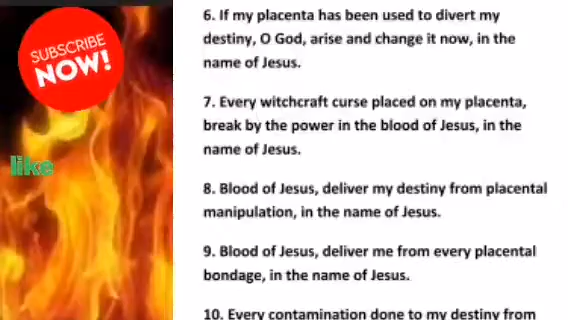 SUBSCRIBE
NOW!
like
6. If my placenta has been used to divert my
destiny, O God, arise and change it now, in the
name of Jesus.
7. Every witchcraft curse placed on my placenta,
break by the power in the blood of Jesus, in the
name of Jesus.
8. Blood of Jesus, deliver my destiny from placental
manipulation, in the name of Jesus.
9. Blood of Jesus, deliver me from every placental
bondage, in the name of Jesus.
10. Every contamination done to my destiny from